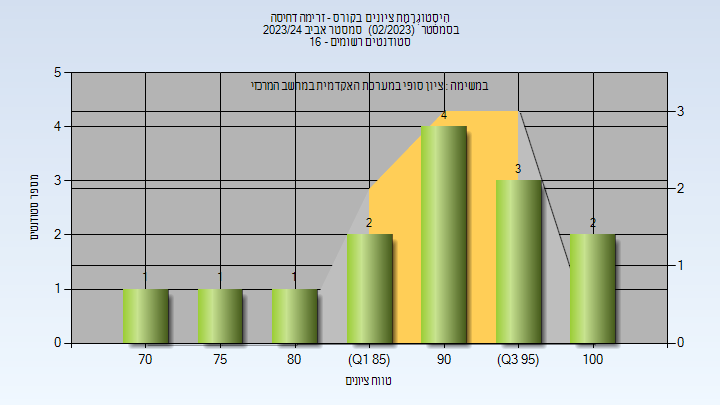 היסטוגרמת ציונים בקורס - זרימה דחיסה
בסמסטר (02/2023) סמסטר אביב 2023/24
סטודנטים רשומים - 16
במשימה : ציון סופי במערכת האקדמית במחשב המרכזי
מספר סטודנטים
5
4
3
2
1
0
3
2
1
0
1
1
1
2
4
3
2
70
75
80
(Q1 85)
90
(Q3 95)
100
טווח ציונים